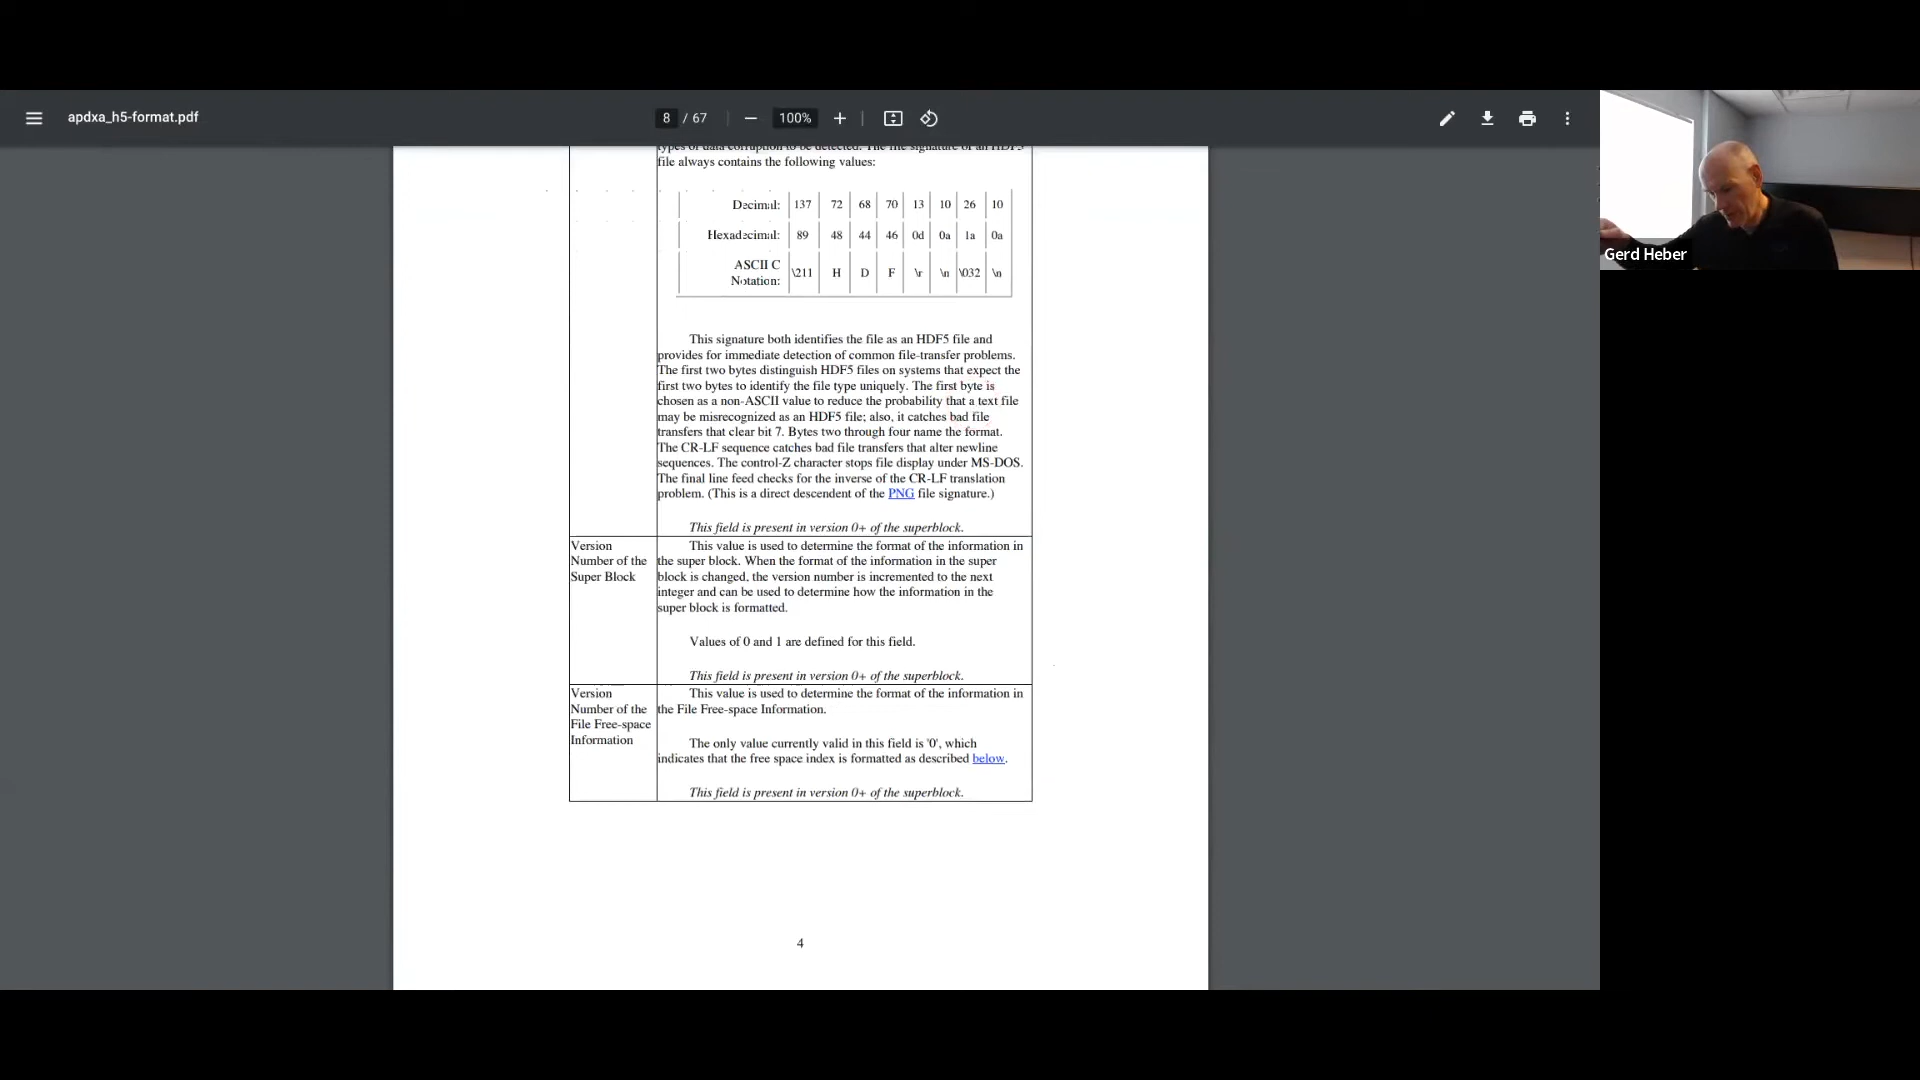 apdxa_h5-format.pdf
8 / 67
100%
types of data corruption to be detected. The file signature of an HDF5
file always contains the following values:
Decimal: 137 72 68 70 13 10 26 10
Hexadecimal: 89 48 44 46 0d 0a 1a 0a
ASCII C
Notation: \211 H D F \r \n \032 \n
This signature both identifies the file as an HDF5 file and
provides for immediate detection of common file-transfer problems.
The first two bytes distinguish HDF5 files on systems that expect the
first two bytes to identify the file type uniquely. The first byte is
chosen as a non-ASCII value to reduce the probability that a text file
may be misrecognized as an HDF5 file; also, it catches bad file
transfers that clear bit 7. Bytes two through four name the format.
The CR-LF sequence catches bad file transfers that alter newline
sequences. The control-Z character stops file display under MS-DOS.
The final line feed checks for the inverse of the CR-LF translation
problem. (This is a direct descendent of the PNG file signature.)
This field is present in version 0+ of the superblock.
Version
Number of the
Super Block
This value is used to determine the format of the information in
the super block. When the format of the information in the super
block is changed, the version number is incremented to the next
integer and can be used to determine how the information in the
super block is formatted.
Values of 0 and 1 are defined for this field.
This field is present in version 0+ of the superblock.
Version
Number of the
File Free-space
Information
This value is used to determine the format of the information in
the File Free-space Information.
The only value currently valid in this field is '0', which
indicates that the free space index is formatted as described below.
This field is present in version 0+ of the superblock.
4
Gerd Heber